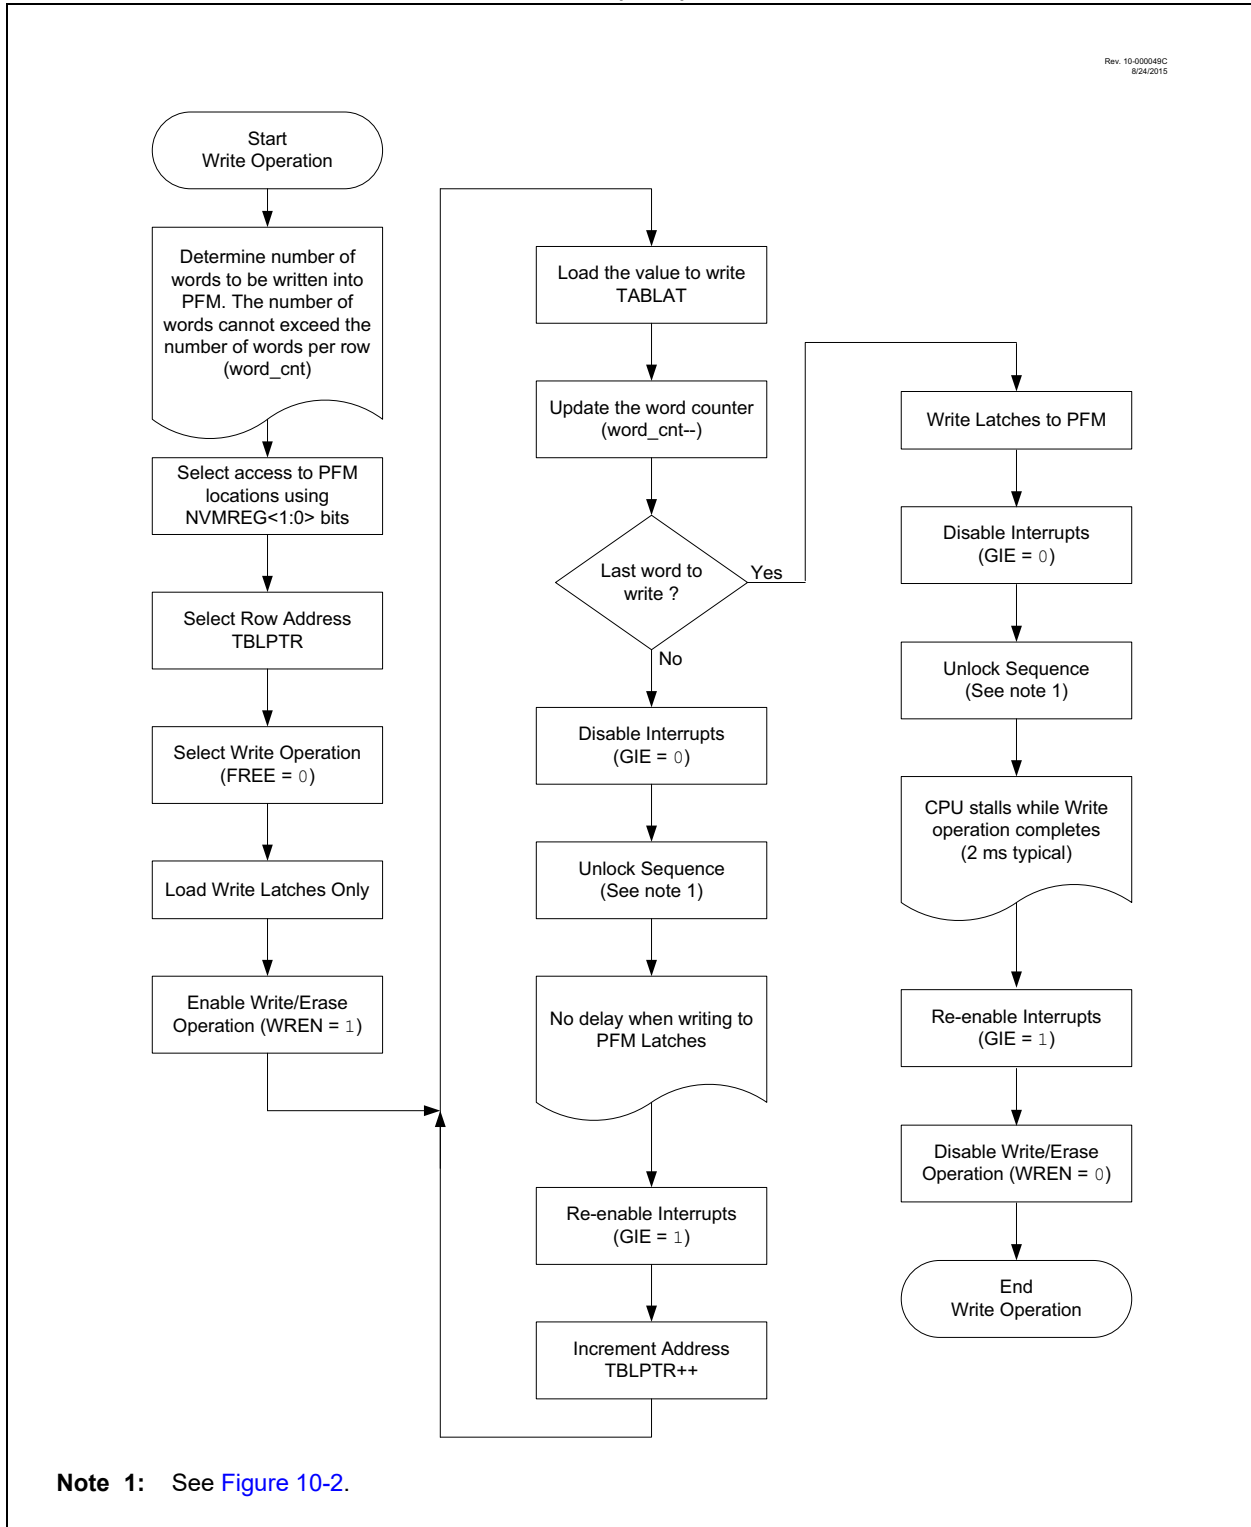 Rev. 10-000049C
8/24/2015
Start
Write Operation
Determine number of
words to be written into
PFM. The number of
words cannot exceed the
number of words per row
(word_cnt)
Select access to PFM
locations using
NVMREG<1:0> bits
Select Row Address
TBLPTR
Select Write Operation
(FREE = 0)
Load Write Latches Only
Enable Write/Erase
Operation (WREN = 1)
Load the value to write
TABLAT
Update the word counter
(word_cnt--)
Last word to
write ?
Yes
No
Disable Interrupts
(GIE = 0)
Unlock Sequence
(See note 1)
No delay when writing to
PFM Latches
Re-enable Interrupts
(GIE = 1)
Increment Address
TBLPTR++
Write Latches to PFM
Disable Interrupts
(GIE = 0)
Unlock Sequence
(See note 1)
CPU stalls while Write
operation completes
(2 ms typical)
Re-enable Interrupts
(GIE = 1)
Disable Write/Erase
Operation (WREN = 0)
End
Write Operation
Note 1: See Figure 10-2.